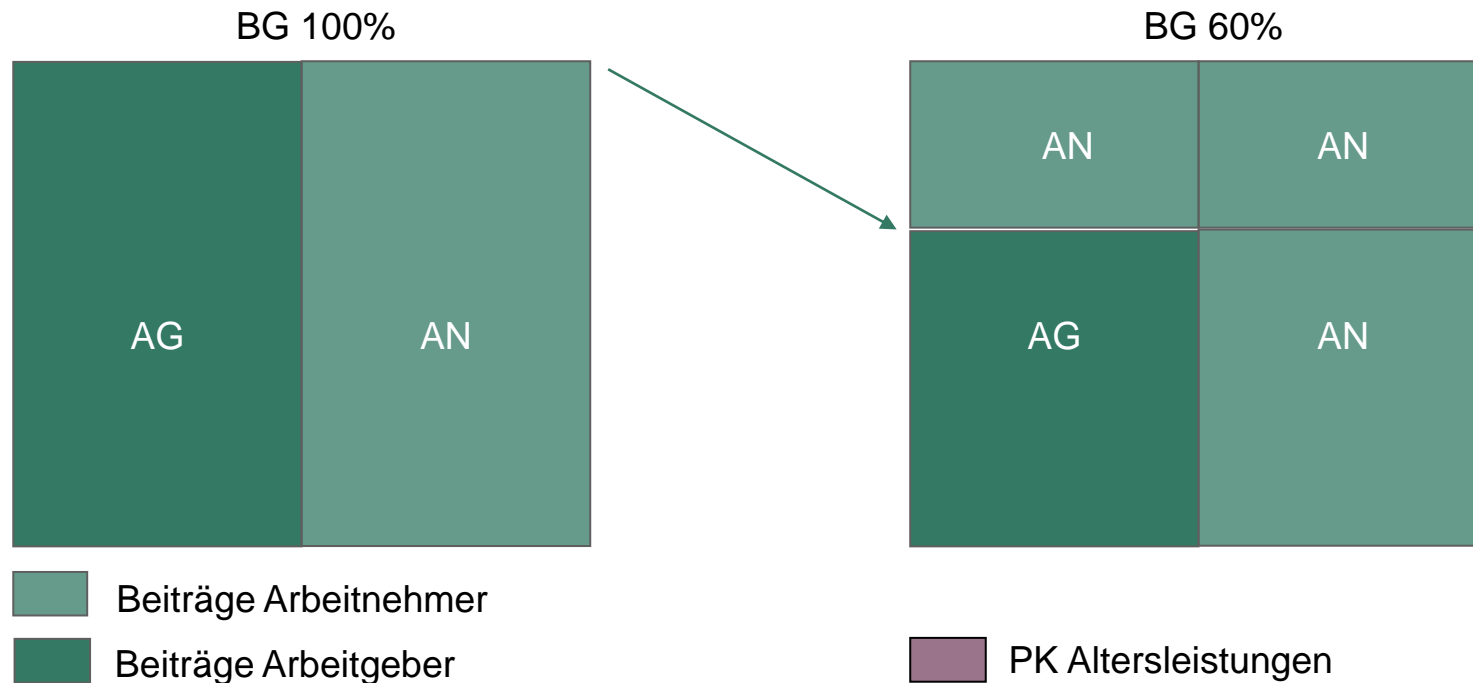 BG 100%
BG 60%
AN
AN
AG
AN
AG
AN
Beiträge Arbeitnehmer
Beiträge Arbeitgeber
PK Altersleistungen